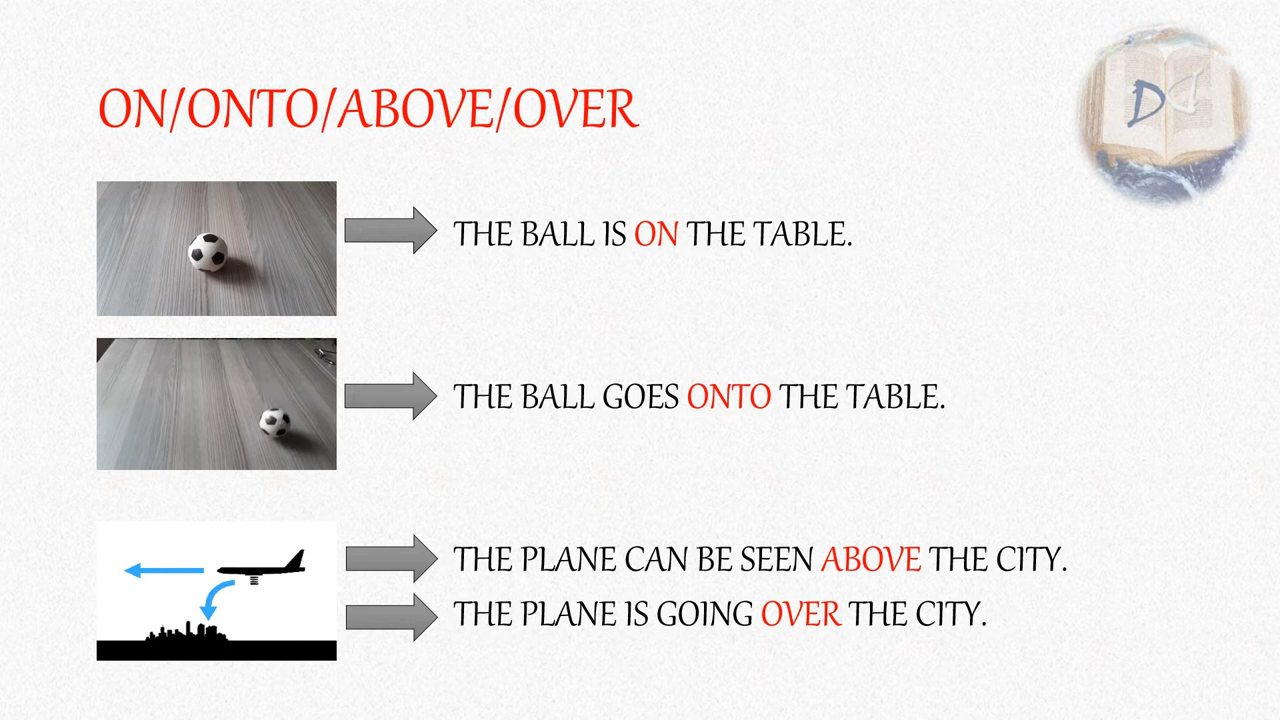 ON/ONTO/ABOVE/OVER
THE BALL IS ON THE TABLE.
THE BALL GOES ONTO THE TABLE.
THE PLANE CAN BE SEEN ABOVE THE CITY.
THE PLANE IS GOING OVER THE CITY.